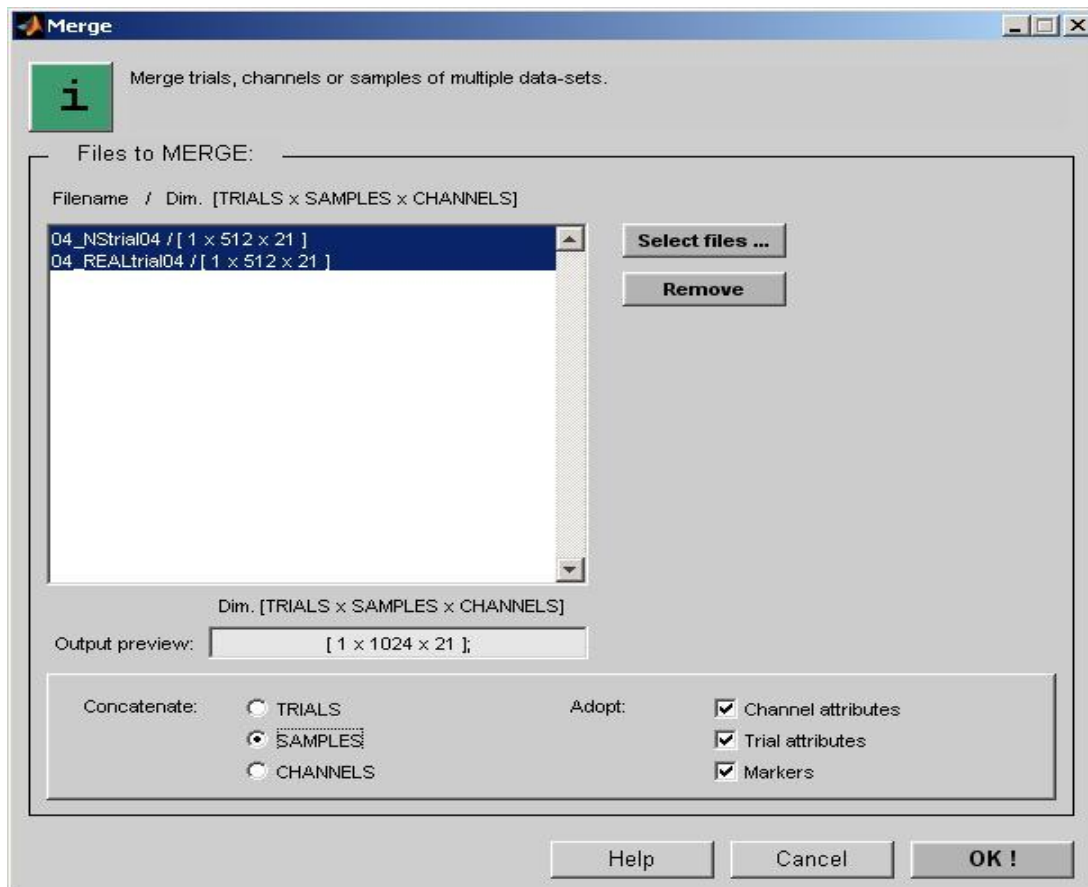 Merge
i
Merge trials, channels or samples of multiple data-sets.
Files to MERGE:
Filename / Dim. [TRIALS x SAMPLES x CHANNELS]
04_NStrial04 / [ 1 x 512 x 21 ]
04_REALtrial04 / [ 1 x 512 x 21 ]
Select files ...
Remove
Dim. [TRIALS x SAMPLES x CHANNELS]
Output preview: [ 1 x 1024 x 21 ];
Concatenate:
TRIALS
SAMPLES
CHANNELS
Adopt:
Channel attributes
Trial attributes
Markers
Help Cancel OK !